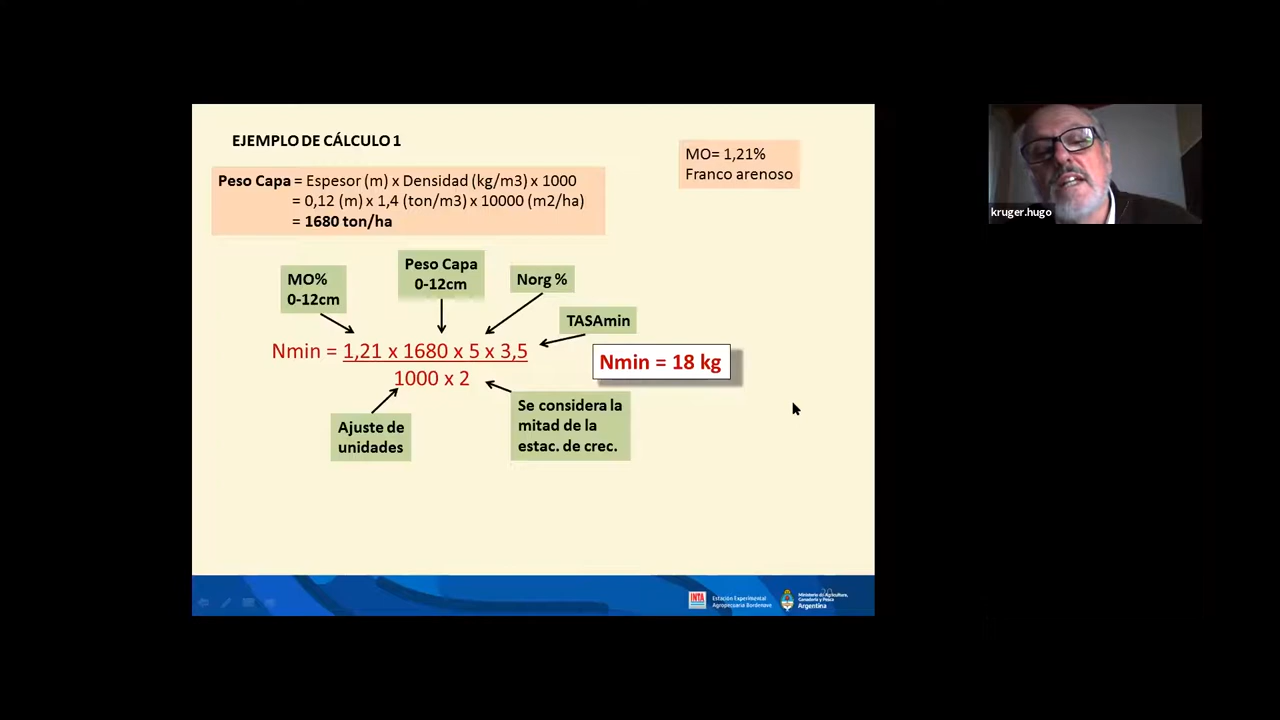 EJEMPLO DE CÁLCULO 1
MO= 1,21%
Franco arenoso
Peso Capa = Espesor (m) x Densidad (kg/m3) x 1000
= 0,12 (m) x 1,4 (ton/m3) x 10000 (m2/ha)
= 1680 ton/ha
kruger.hugo
MO%
0-12cm
Peso Capa
0-12cm
Norg %
TASAmin
Nmin = 1,21 x 1680 x 5 x 3,5
1000 x 2
Nmin = 18 kg
Ajuste de
unidades
Se considera la
mitad de la
estac. de crec.
INTA
Estación Experimental
Agropecuaria Bordenave
Ministerio de Agricultura,
Ganadería y Pesca
Argentina